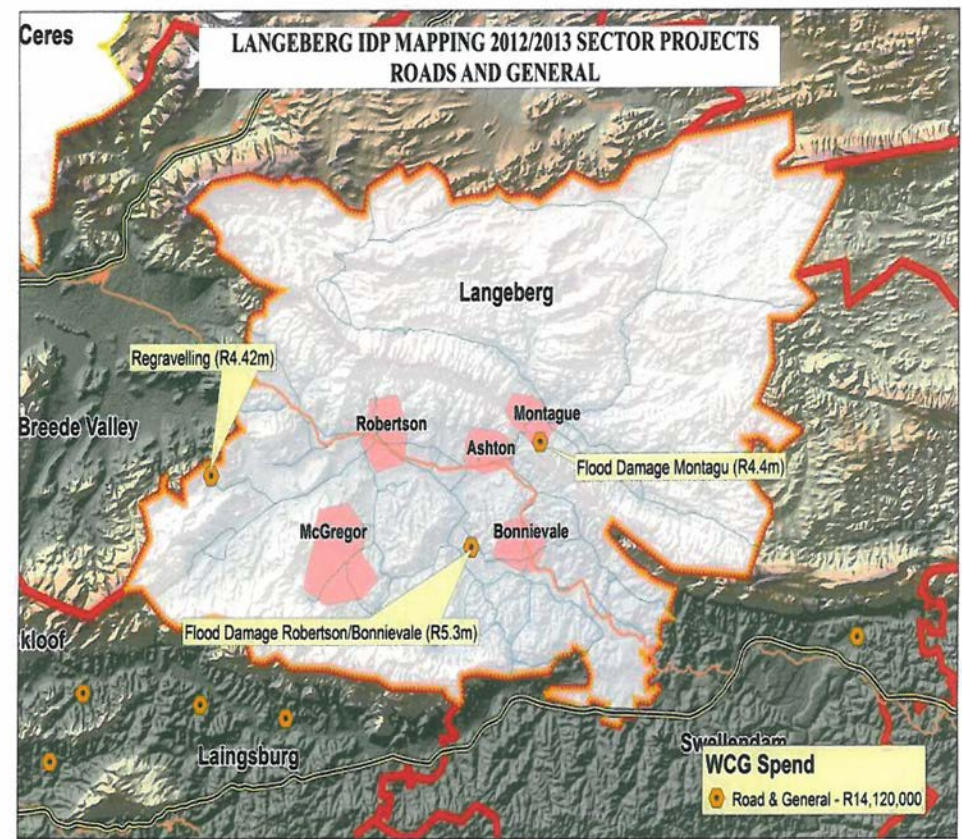 Ceres
LANGEBERG IDP MAPPING 2012/2013 SECTOR PROJECTS
ROADS AND GENERAL
Langeberg
Regravelling (R4.42m)
Breede Valley
Robertson
Montague
Ashton
Flood Damage Montagu (R4.4m)
McGregor
Bonnievale
Flood Damage Robertson/Bonnievale (R5.3m)
kloof
Laingsburg
Swellendam
WCG Spend
Road & General - R14,120,000